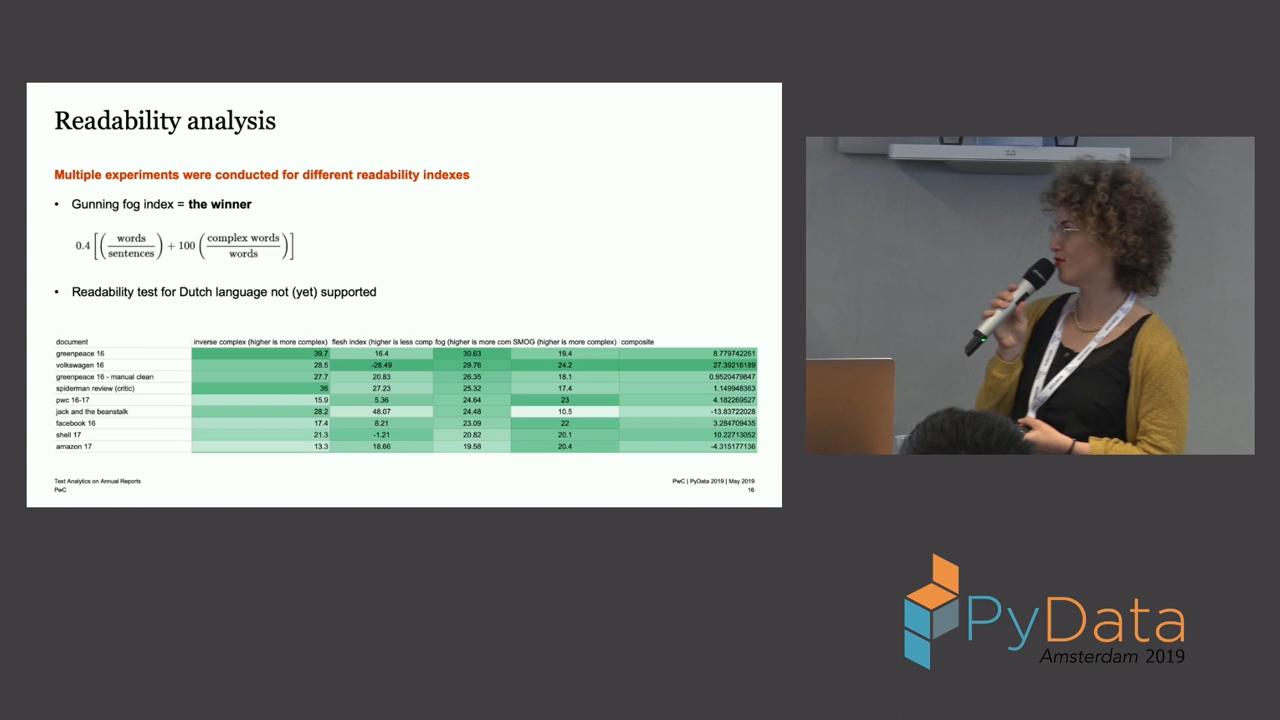 Readability analysis
Multiple experiments were conducted for different readability indexes
• Gunning fog index = the winner
0.4 [( words / sentences ) + 100 ( complex words / words )]
• Readability test for Dutch language not (yet) supported
document inverse complex (higher is more complex) flesh index (higher is less comp fog (higher is more com SMOG (higher is more complex) composite
greenpeace 16 39.7 16.4 30.63 19.4 8.779742261
volkswagen 16 28.5 -26.49 29.76 24.2 27.39216189
greenpeace 16 - manual clean 27.7 20.83 26.35 18.1 0.9520479847
spiderman review (critic) 36 27.23 25.32 17.4 1.149948363
pwc 16-17 15.9 5.36 24.64 23 4.182269527
jack and the beanstalk 28.2 48.07 24.48 10.5 -13.83722028
facebook 16 17.4 8.21 23.09 22 3.284709435
shell 17 21.3 -1.21 20.82 20.1 10.22713052
amazon 17 13.3 18.66 19.58 20.4 -4.315177136
Text Analytics on Annual Reports
PwC
PwC | PyData 2019 | May 2019
16
PyData
Amsterdam 2019